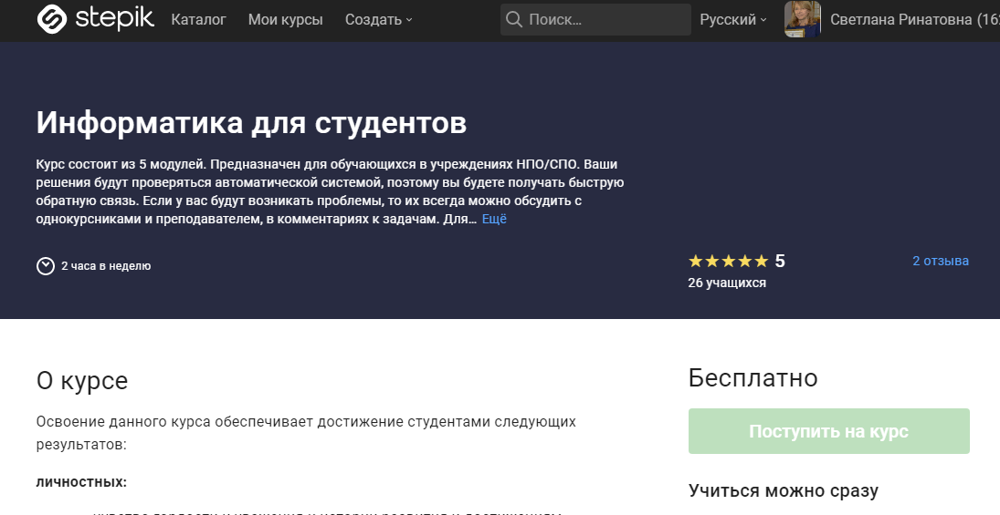 stepik Каталог Мои курсы Создать Поиск... Русский Светлана Ринатовна
Информатика для студентов
Курс состоит из 5 модулей. Предназначен для обучающихся в учреждениях НПО/СПО. Ваши
решения будут проверяться автоматической системой, поэтому вы будете получать быструю
обратную связь. Если у вас будут возникать проблемы, то их всегда можно обсудить с
однокурсниками и преподавателем, в комментариях к задачам. Для... Ещё
2 часа в неделю
5
2 отзыва
26 учащихся
О курсе
Освоение данного курса обеспечивает достижение студентами следующих
результатов:
личностных:
Бесплатно
Поступить на курс
Учиться можно сразу